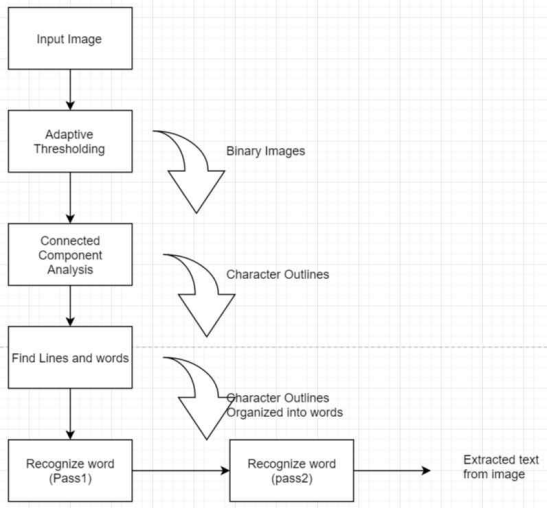 Input Image
Adaptive
Thresholding
Binary Images
Connected
Component
Analysis
Character Outlines
Find Lines and words
Character Outlines
Organized into words
Recognize word
(Pass1)
Recognize word
(pass2)
Extracted text
from image